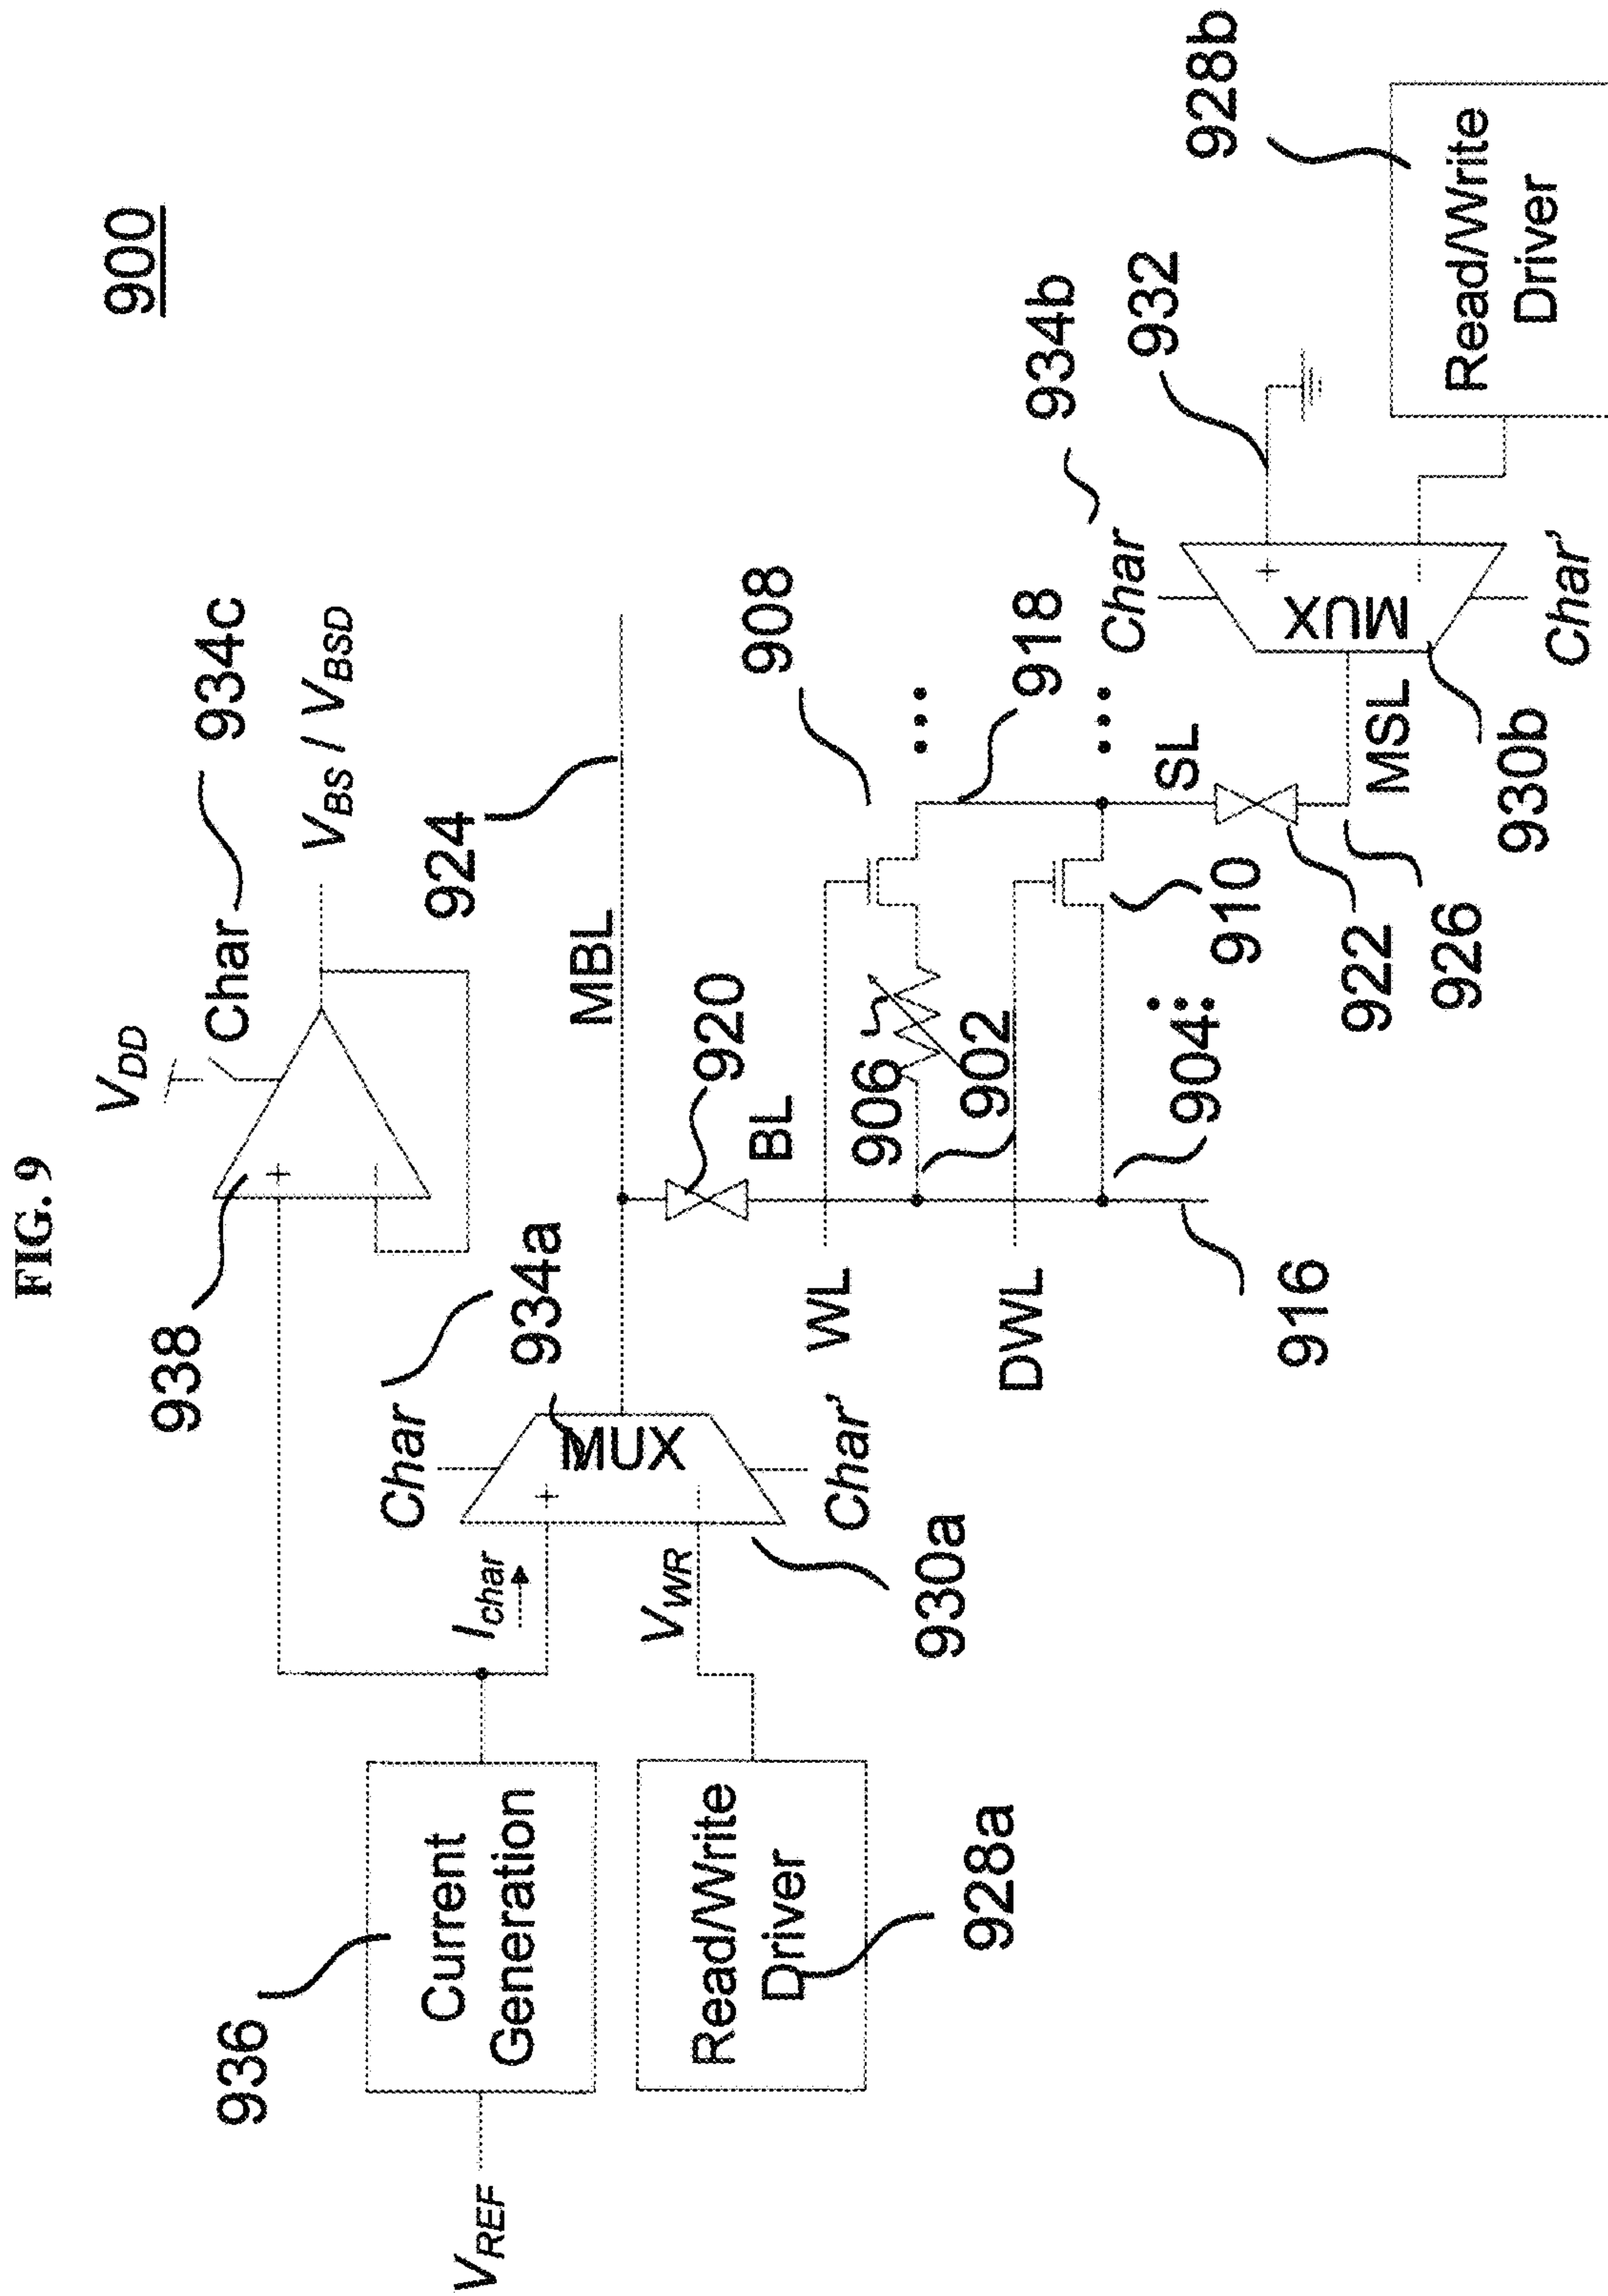 FIG. 9
900
V_DD
Char
934c
V_BS / V_BSD
938
924
MBL
936
Current
Generation
V_REF
I_char
V_WR
Char
934a
MUX
Char'
930a
Read/Write
Driver
928a
920
BL
WL
DWL
906
902
904
908
910
916
918
SL
922
926
MSL
Char
934b
932
MUX
Char'
930b
Read/Write
Driver
928b